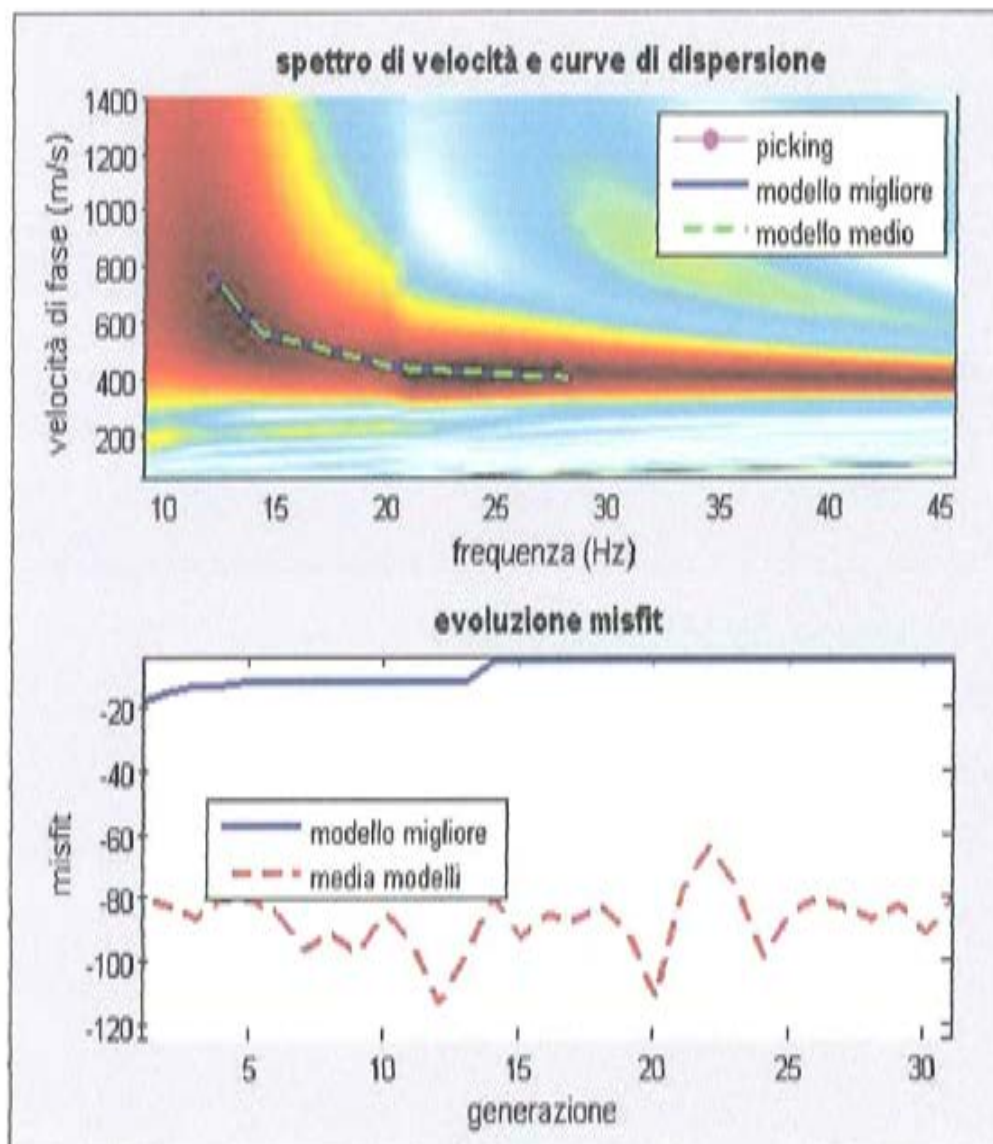 spettro di velocità e curve di dispersione
velocità di fase (m/s)
1400
1200
1000
800
600
400
200
picking
modello migliore
modello medio
10 15 20 25 30 35 40 45
frequenza (Hz)
evoluzione misfit
misfit
-20
-40
-60
-80
-100
-120
modello migliore
media modelli
5 10 15 20 25 30
generazione